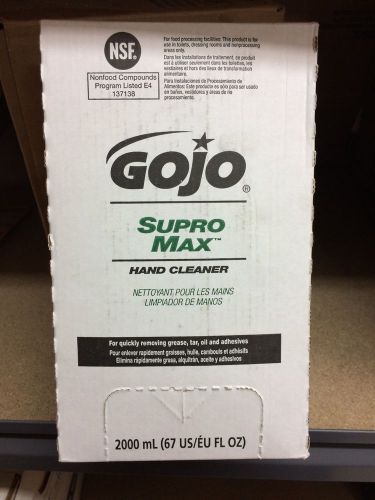 NSF®
Nonfood Compounds
Program Listed E4
137138
For food processing facilities: This product is for
use in toilets, dressing rooms and nonprocessing
areas only.
Dans les installations de traitement, ce produit
est à utiliser seulement dans les toilettes, les
vestiaires et hors des lieux de transformation
alimentaire.
Para Instalaciones de Procesamiento de
Alimentos: Este producto es sólo para ser usado
en baños, vestidores y áreas de no
procesamiento.
GOJO®
SUPRO
MAX™
HAND CLEANER
NETTOYANT POUR LES MAINS
LIMPIADOR DE MANOS
For quickly removing grease, tar, oil and adhesives
Pour enlever rapidement graisses, huile, cambouis et adhésifs
Elimina rápidamente grasa, alquitrán, aceite y adhesivos
2000 mL (67 US/ÉU FL OZ)